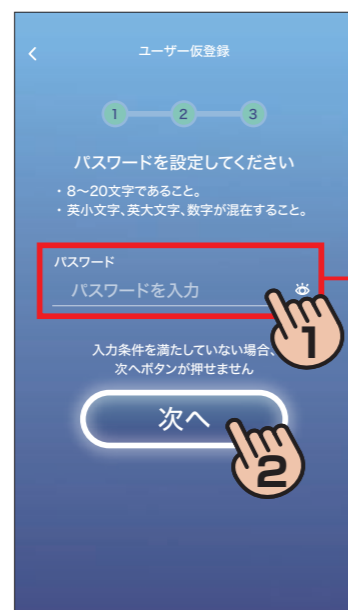 ユーザー仮登録
1 2 3
パスワードを設定してください
・8〜20文字であること。
・英小文字、英大文字、数字が混在すること。
パスワード
パスワードを入力
1
入力条件を満たしていない場合、
次へボタンが押せません
次へ
2